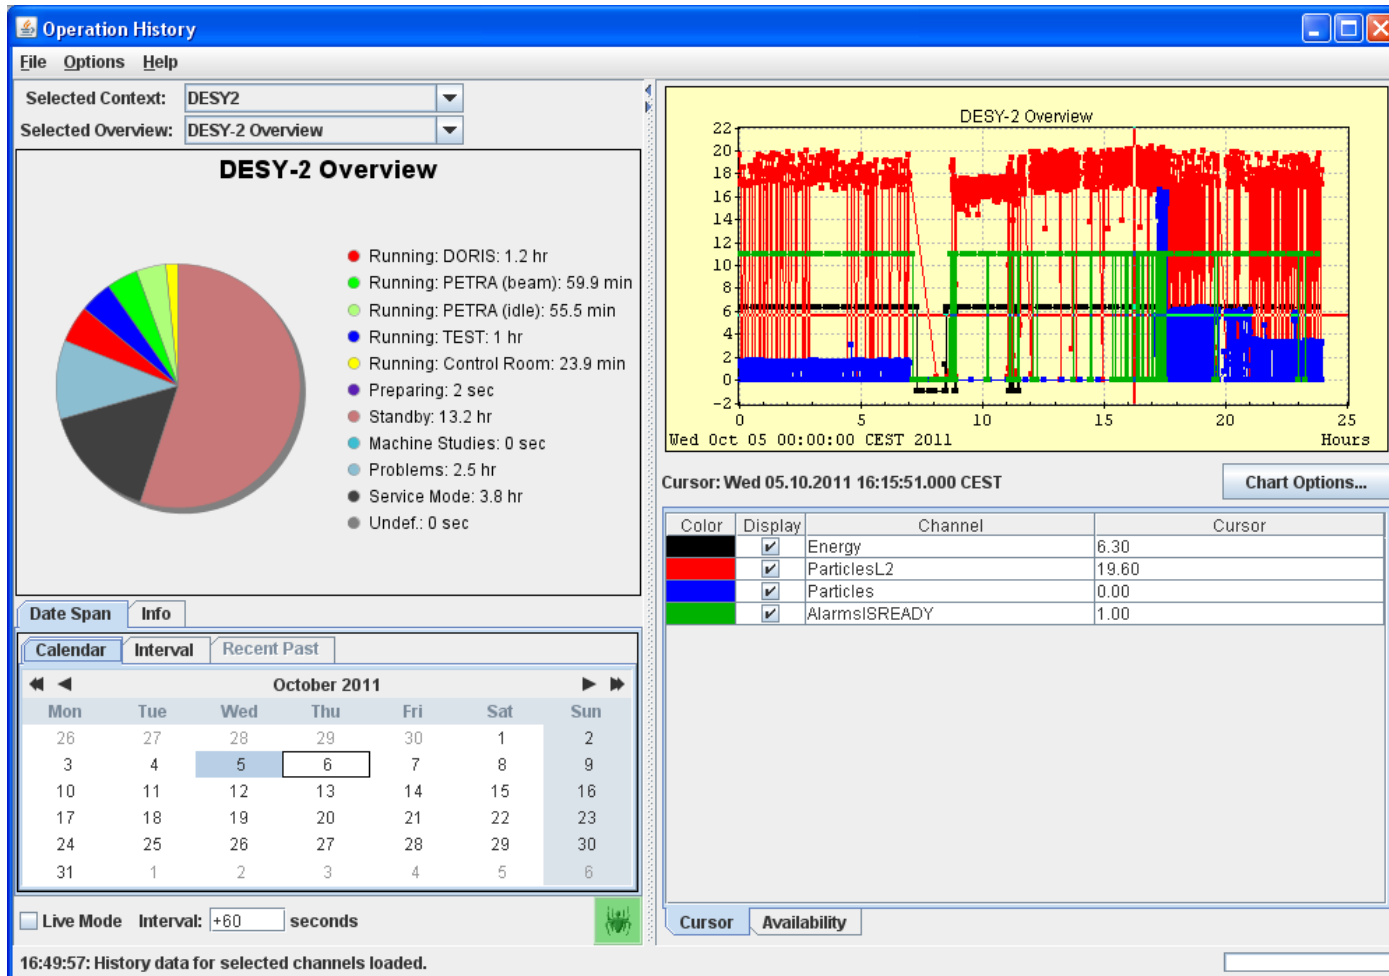 Operation History
File Options Help
Selected Context: DESY2
Selected Overview: DESY-2 Overview
DESY-2 Overview
Running: DORIS: 1.2 hr
Running: PETRA (beam): 59.9 min
Running: PETRA (idle): 55.5 min
Running: TEST: 1 hr
Running: Control Room: 23.9 min
Preparing: 2 sec
Standby: 13.2 hr
Machine Studies: 0 sec
Problems: 2.5 hr
Service Mode: 3.8 hr
Undef.: 0 sec
Date Span Info
Calendar Interval Recent Past
October 2011
Mon Tue Wed Thu Fri Sat Sun
26 27 28 29 30 1 2
3 4 5 6 7 8 9
10 11 12 13 14 15 16
17 18 19 20 21 22 23
24 25 26 27 28 29 30
31 1 2 3 4 5 6
Live Mode Interval: +60 seconds
16:49:57: History data for selected channels loaded.
DESY-2 Overview
22
20
18
16
14
12
10
8
6
4
2
0
-2
0 5 10 15 20 25
Wed Oct 05 00:00:00 CEST 2011 Hours
Cursor: Wed 05.10.2011 16:15:51.000 CEST Chart Options...
Color Display Channel Cursor
Energy 6.30
ParticlesL2 19.60
Particles 0.00
AlarmsISREADY 1.00
Cursor Availability